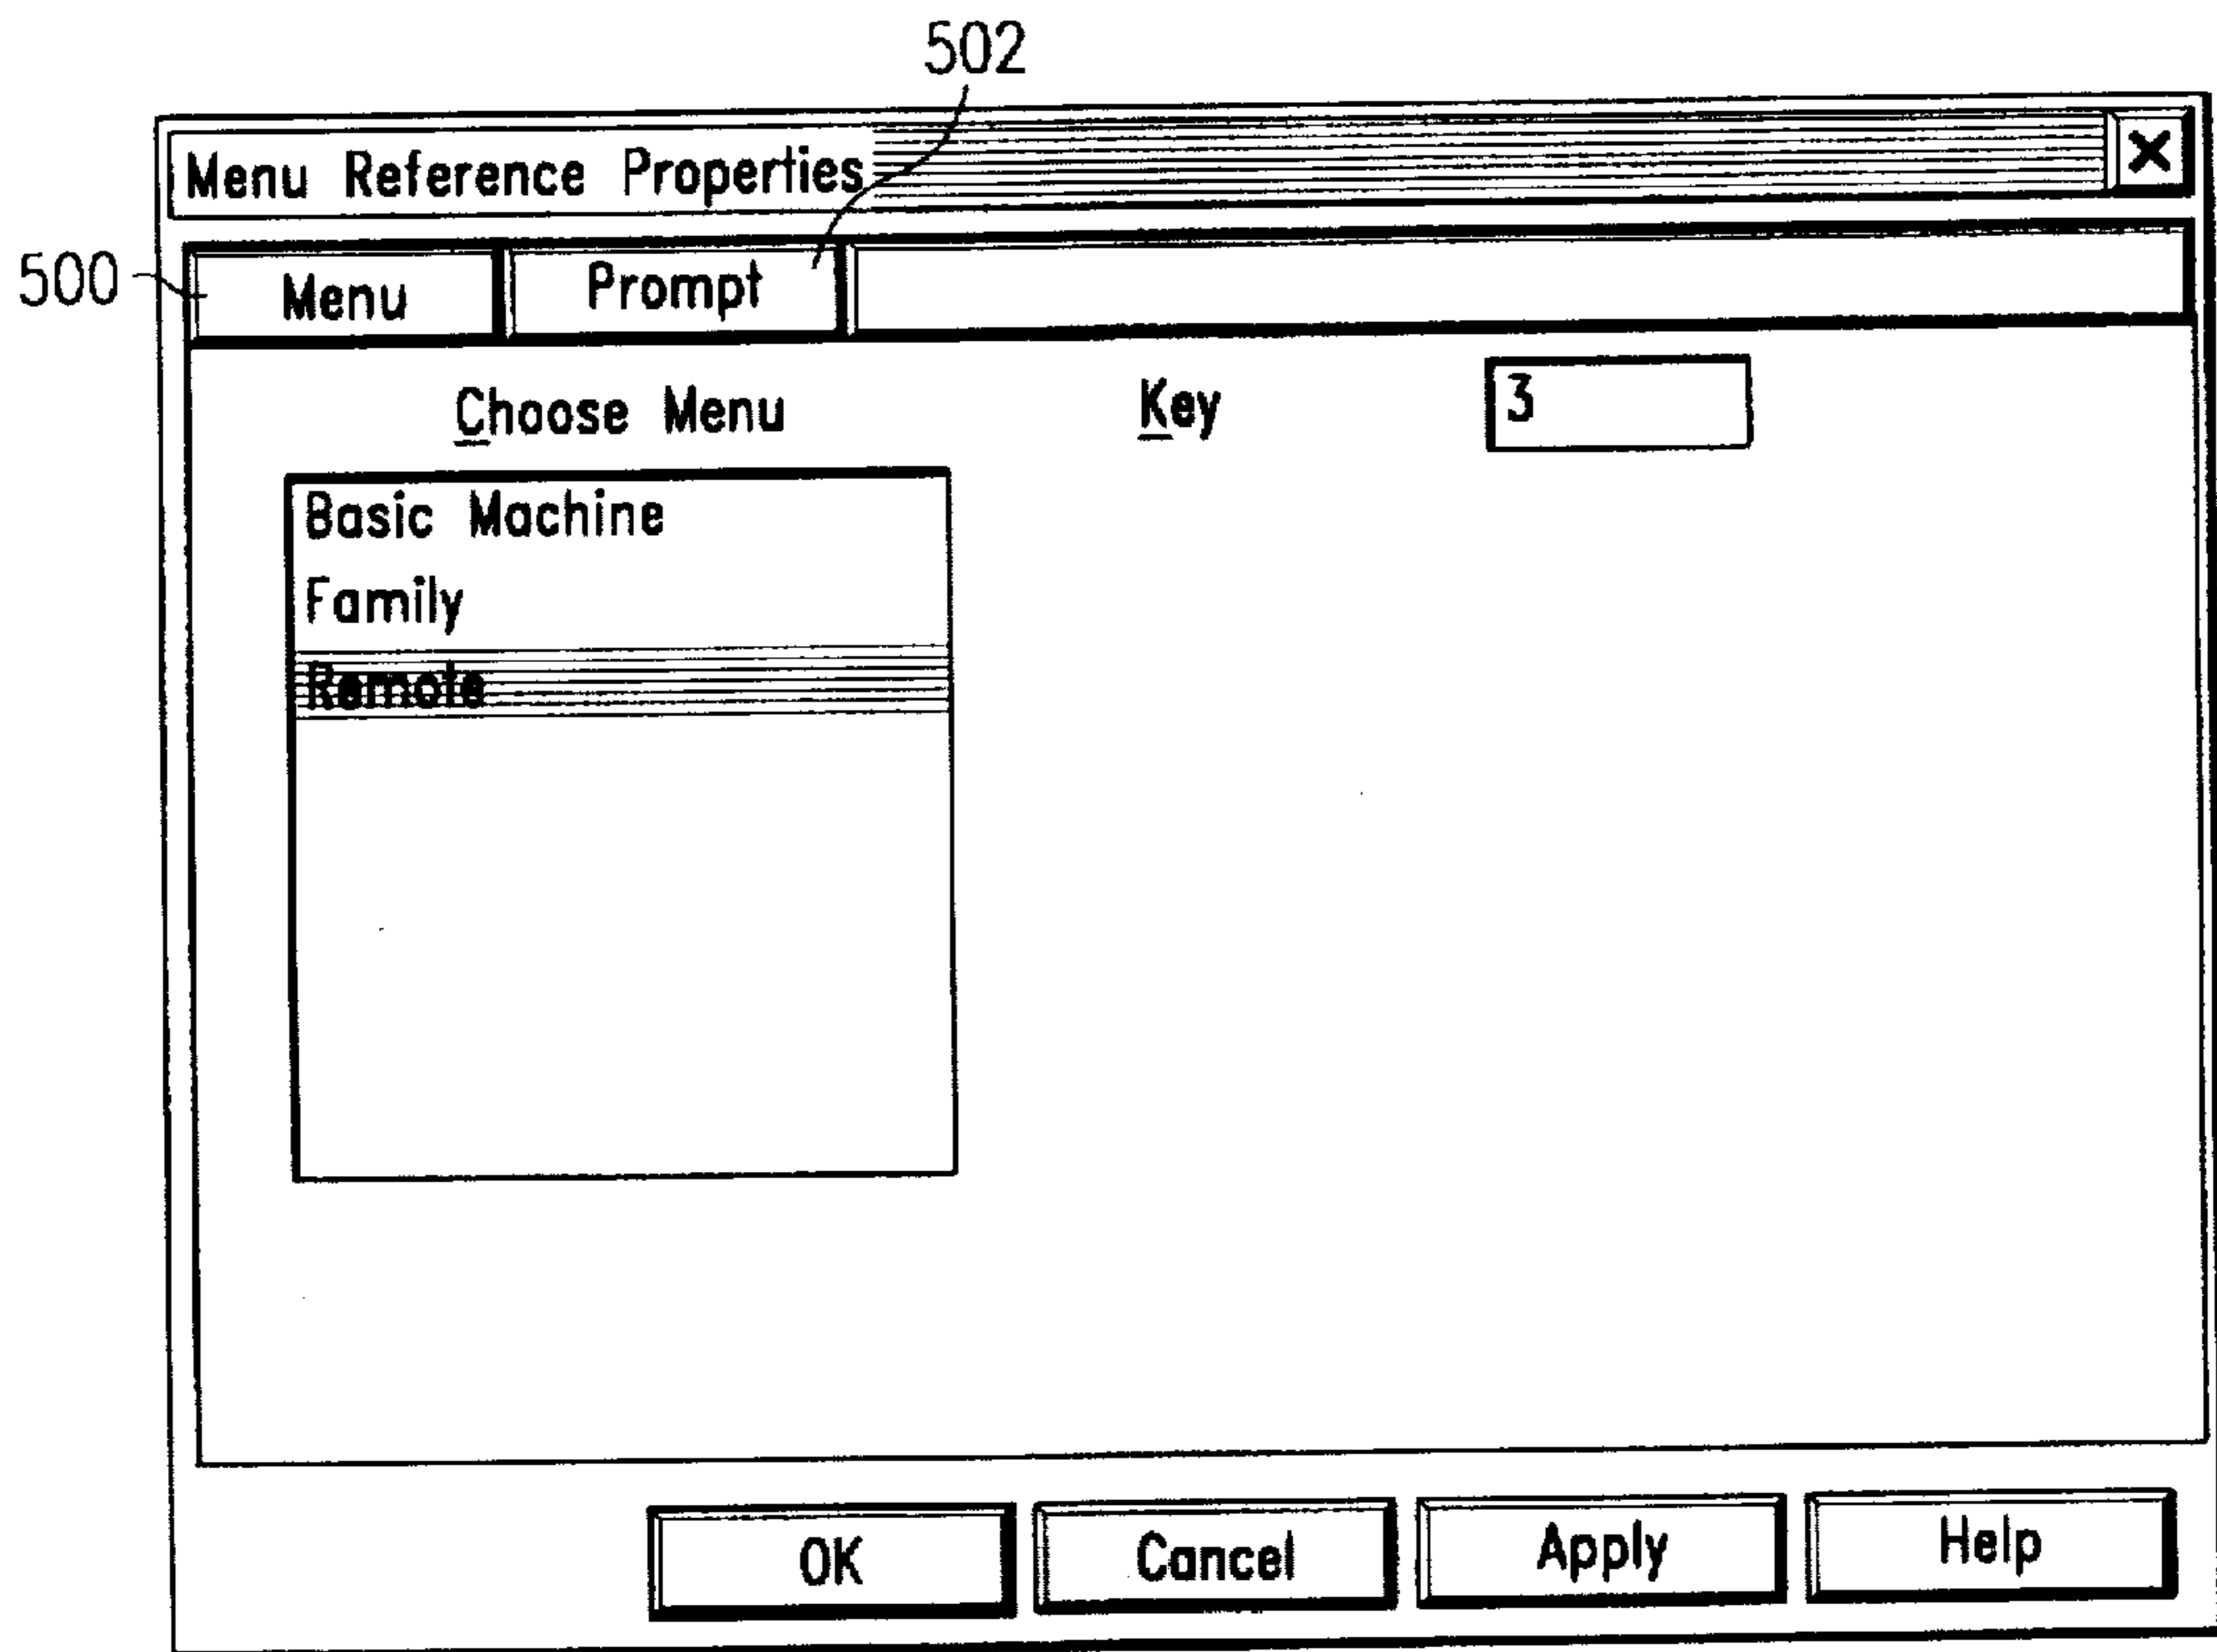 502
Menu Reference Properties X
500 Menu Prompt
Choose Menu Key 3
Basic Machine
Family
Remote
OK Cancel Apply Help